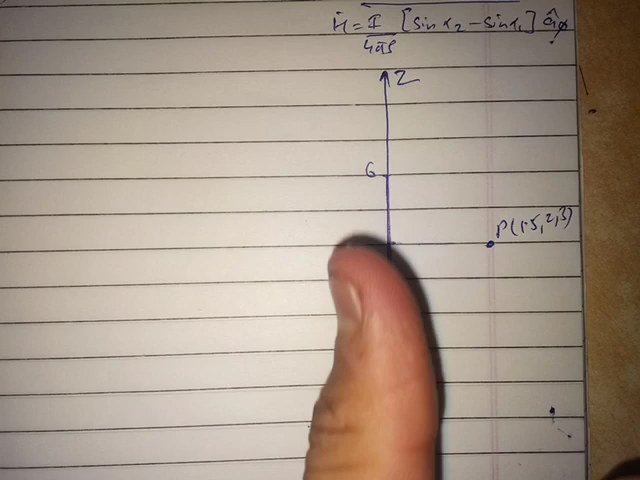 H̄ = I/4πρ [Sin α₂ - Sin α₁] âφ
Z
6
P(1.5, 2, 3)